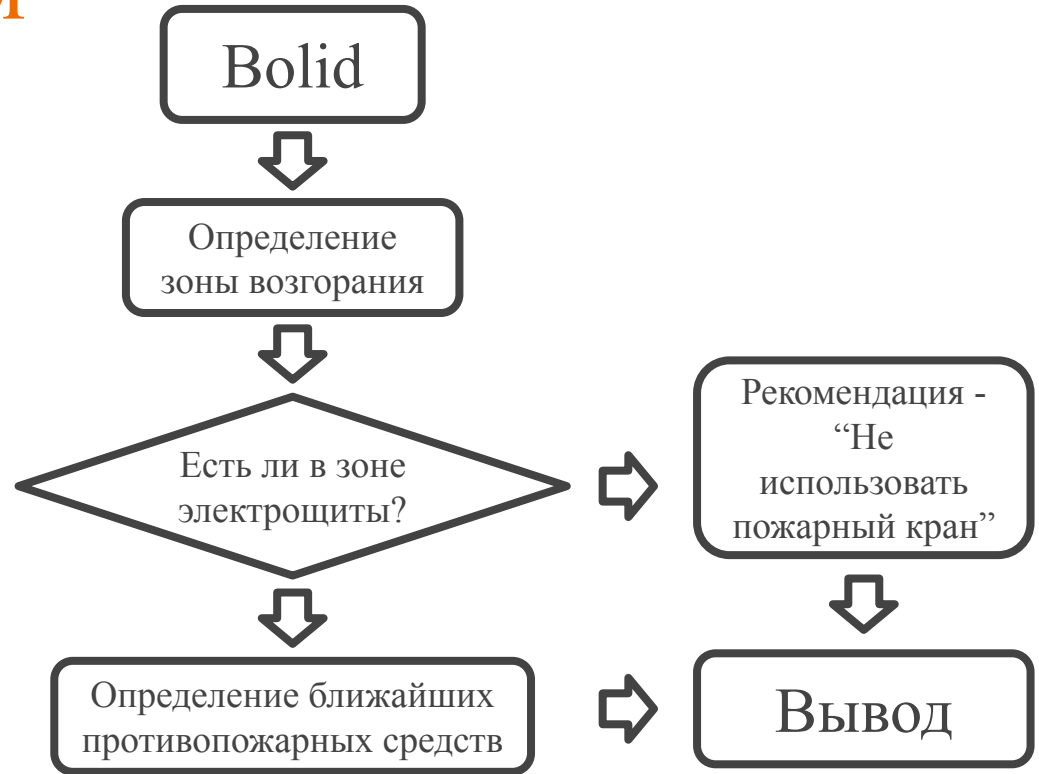 Bolid
Определение
зоны возгорания
Есть ли в зоне
электрощиты?
Рекомендация -
“Не
использовать
пожарный кран”
Определение ближайших
противопожарных средств
Вывод